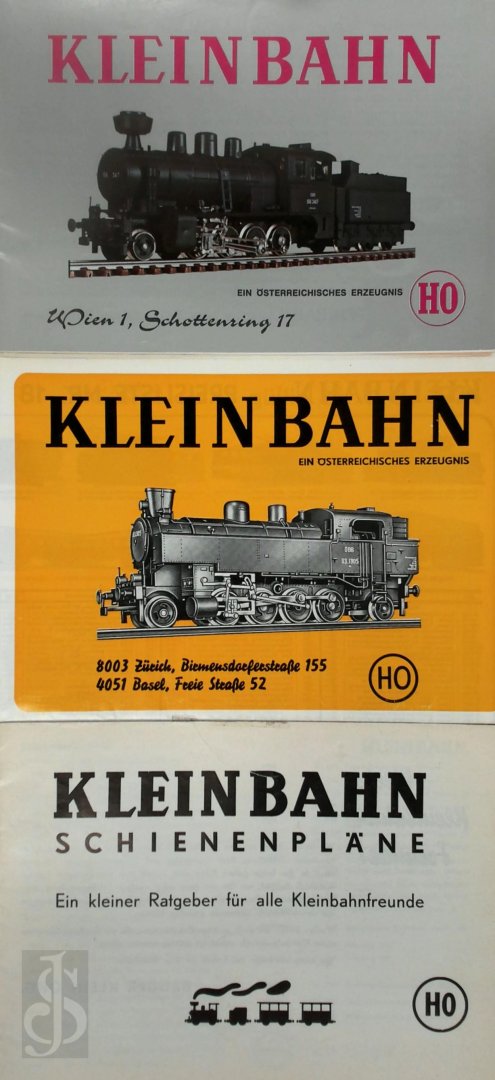 KLEINBAHN
EIN ÖSTERREICHISCHES ERZEUGNIS
HO
Wien 1, Schottenring 17
KLEINBAHN
EIN ÖSTERREICHISCHES ERZEUGNIS
ÖBB
8003 Zürich, Birmensdorferstraße 155
4051 Basel, Freie Straße 52
HO
KLEINBAHN
SCHIENENPLÄNE
Ein kleiner Ratgeber für alle Kleinbahnfreunde
HO